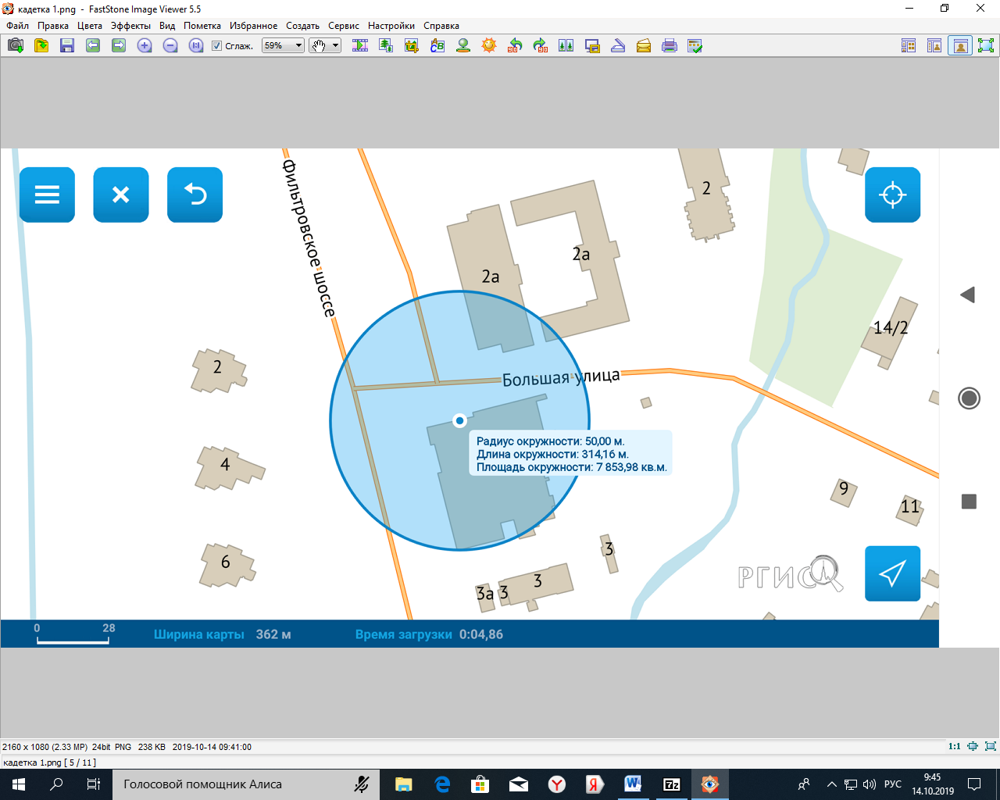 кадетка 1.png - FastStone Image Viewer 5.5
Файл Правка Цвета Эффекты Вид Пометка Избранное Создать Сервис Настройки Справка
Сглаж. 59%
Фильтровское шоссе
2
2а
2а
14/2
2
Большая улица
Радиус окружности: 50,00 м.
Длина окружности: 314,16 м.
Площадь окружности: 7 853,98 кв.м.
4
9
11
6
3
3а 3 3
РГИС
0 28
Ширина карты 362 м Время загрузки 0:04,86
2160 x 1080 (2.33 MP) 24bit PNG 238 KB 2019-10-14 09:41:00 1:1
кадетка 1.png [ 5 / 11 ]
Голосовой помощник Алиса
РУС
9:45
14.10.2019